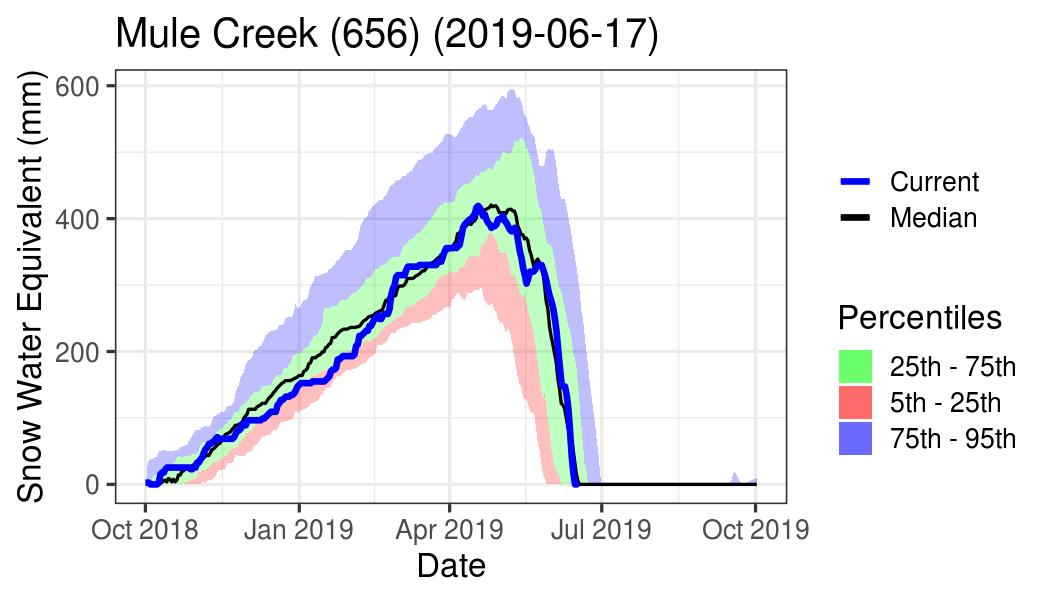 Mule Creek (656) (2019-06-17)
Snow Water Equivalent (mm)
600
400
200
0
Oct 2018
Jan 2019
Apr 2019
Jul 2019
Oct 2019
Date
Current
Median
Percentiles
25th - 75th
5th - 25th
75th - 95th